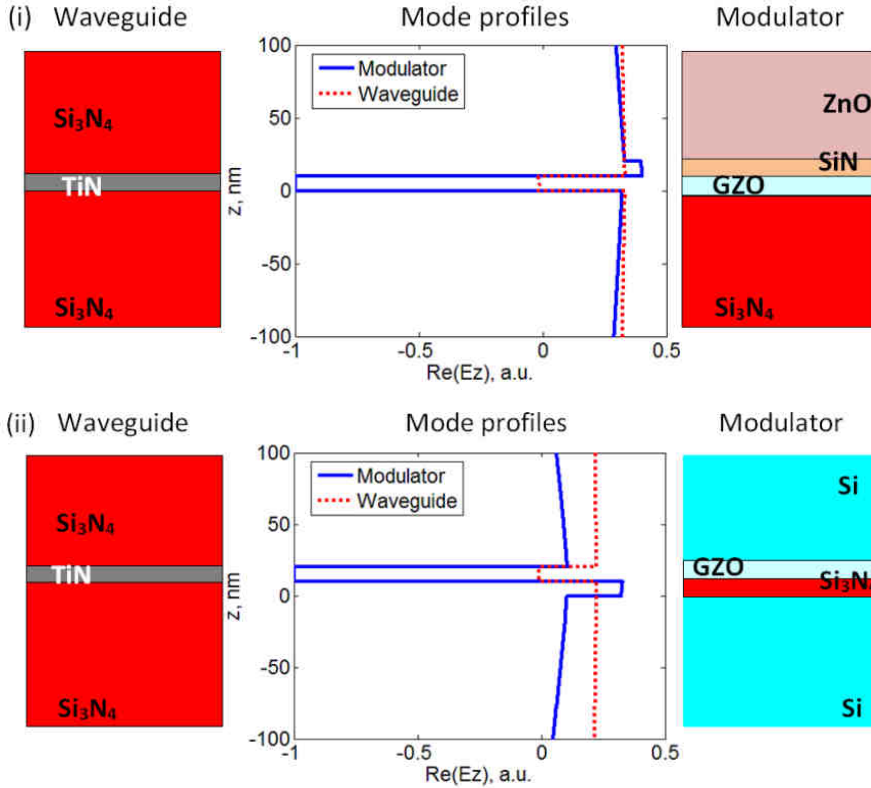 (i) Waveguide Mode profiles Modulator
Si₃N₄
TiN
Si₃N₄
z, nm
100
50
0
-50
-100
Modulator
Waveguide
-1 -0.5 0 0.5
Re(Ez), a.u.
ZnO
SiN
GZO
Si₃N₄
(ii) Waveguide Mode profiles Modulator
Si₃N₄
TiN
Si₃N₄
z, nm
100
50
0
-50
-100
Modulator
Waveguide
-1 -0.5 0 0.5
Re(Ez), a.u.
Si
GZO
Si₃N₄
Si